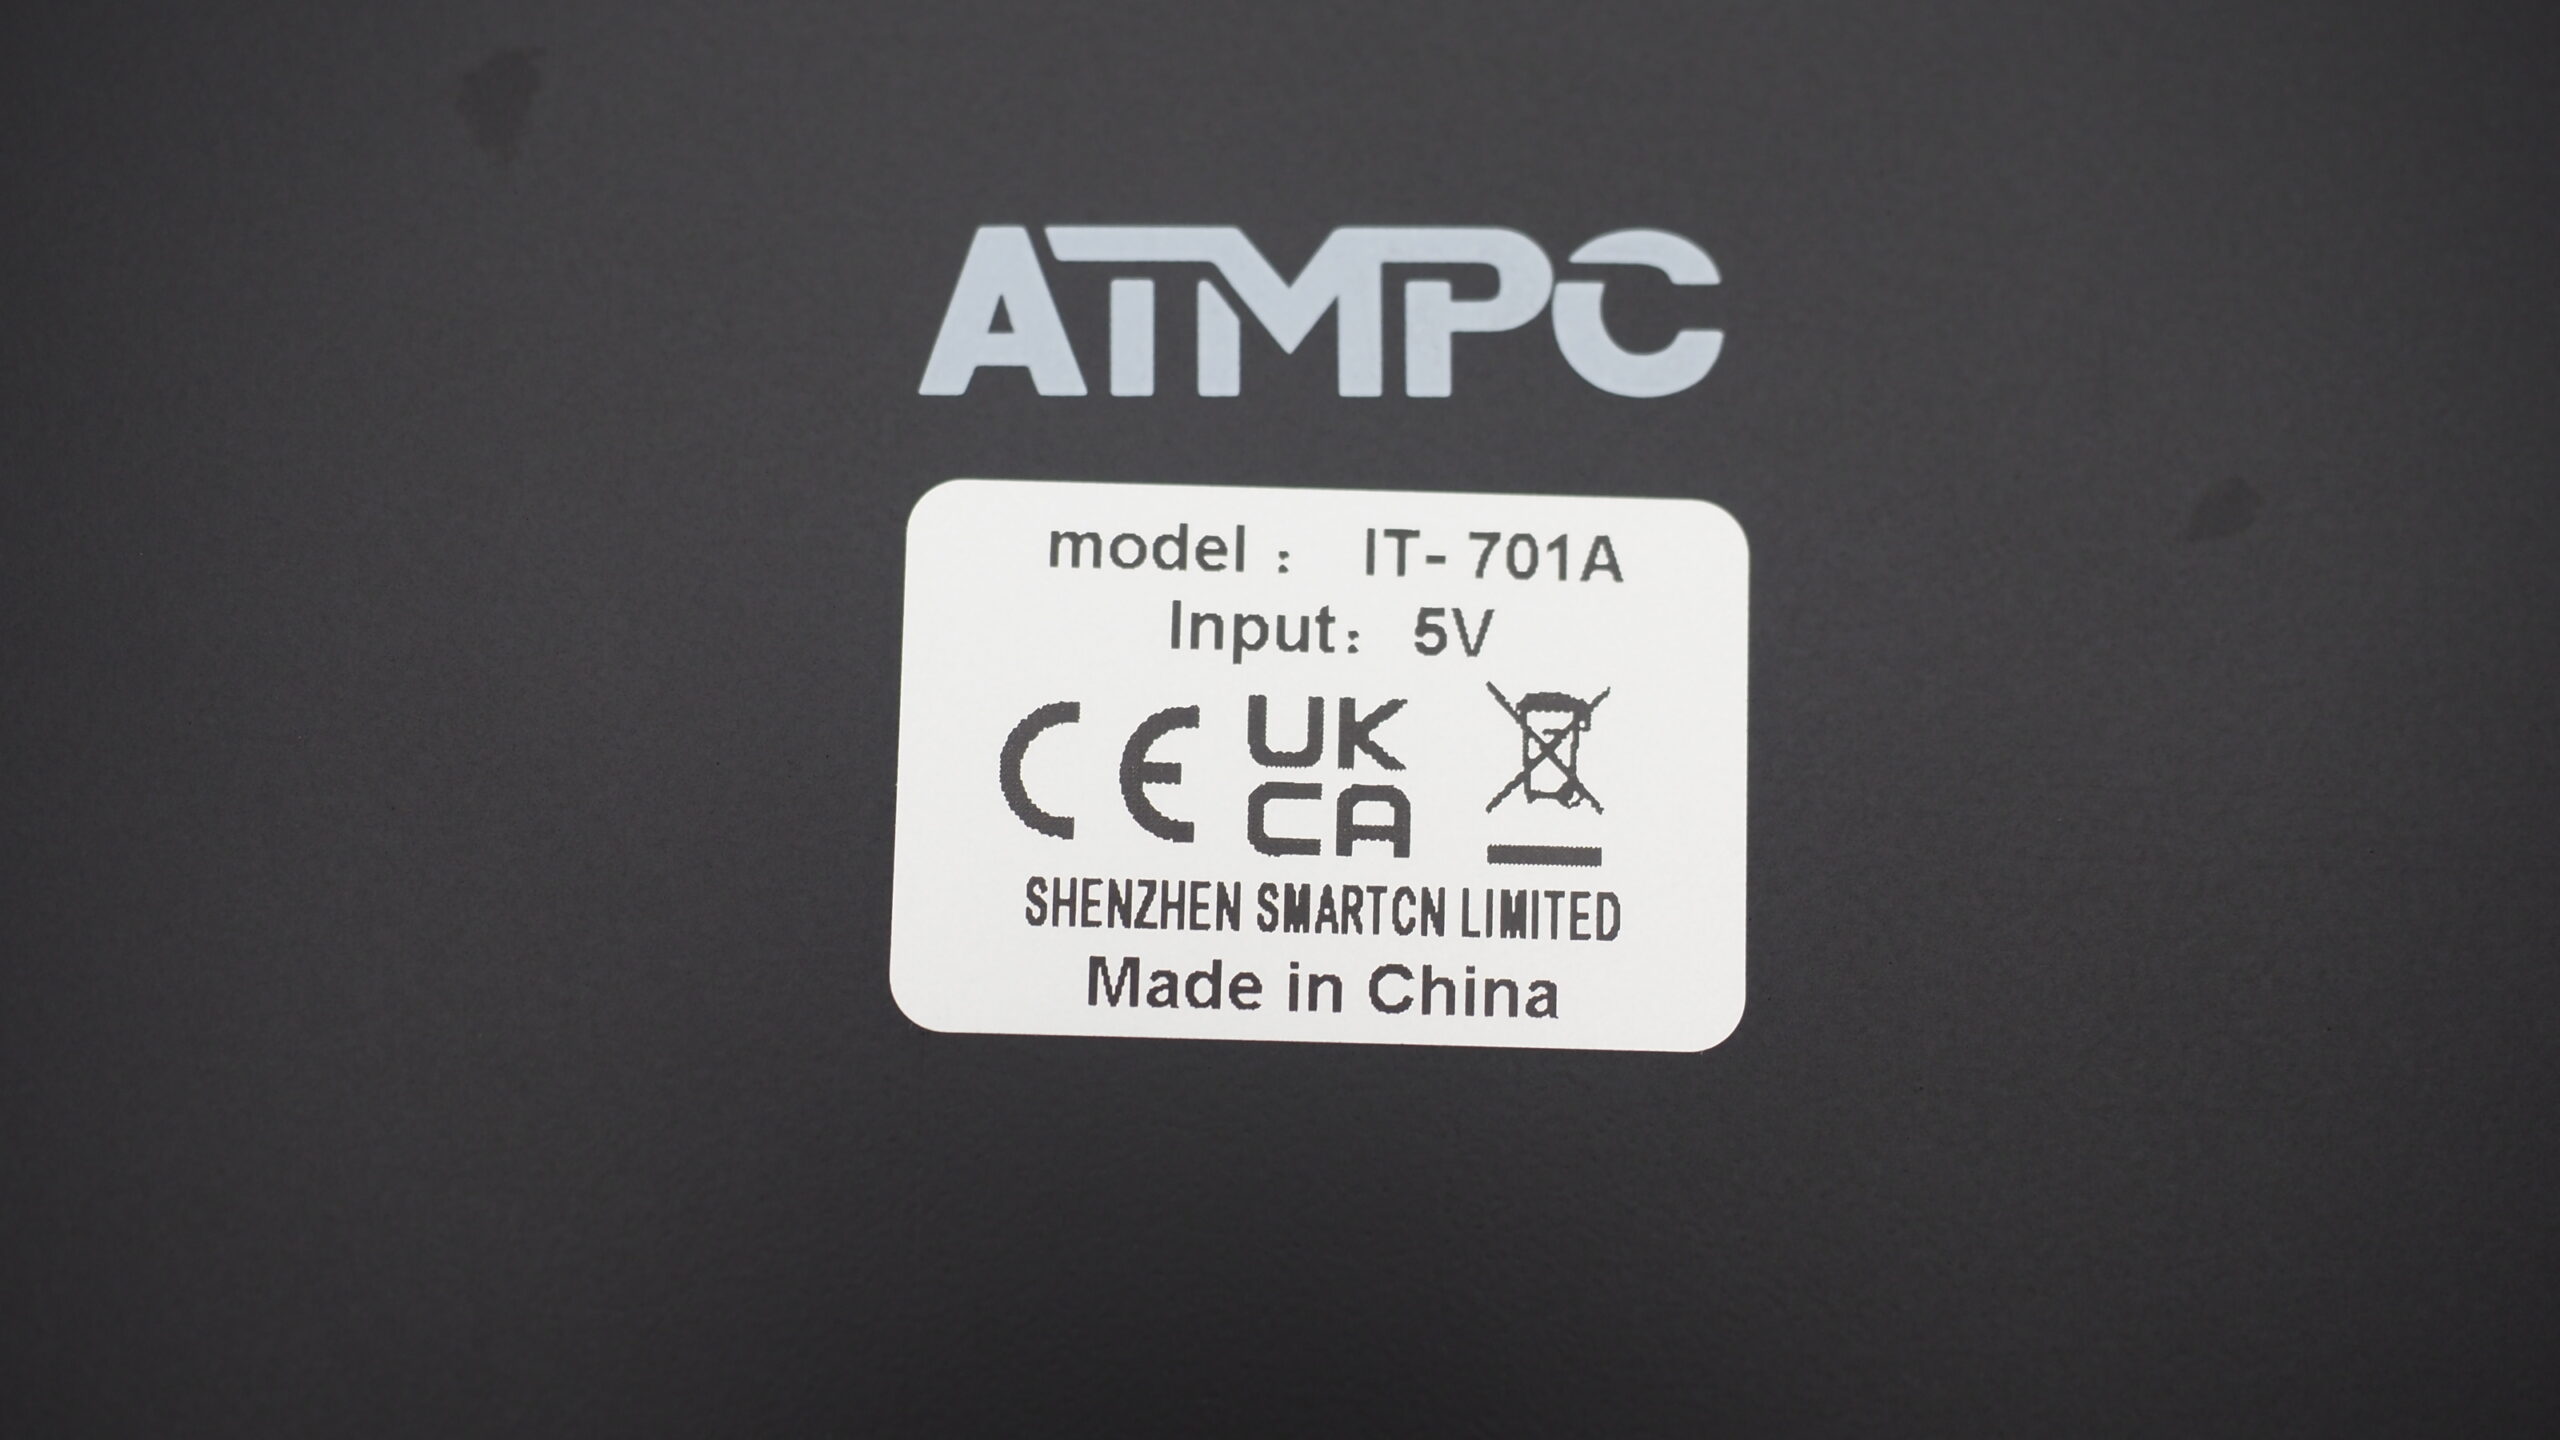 ATMPC
model : IT- 701A
Input: 5V
CE UK
CA
SHENZHEN SMARTCN LIMITED
Made in China